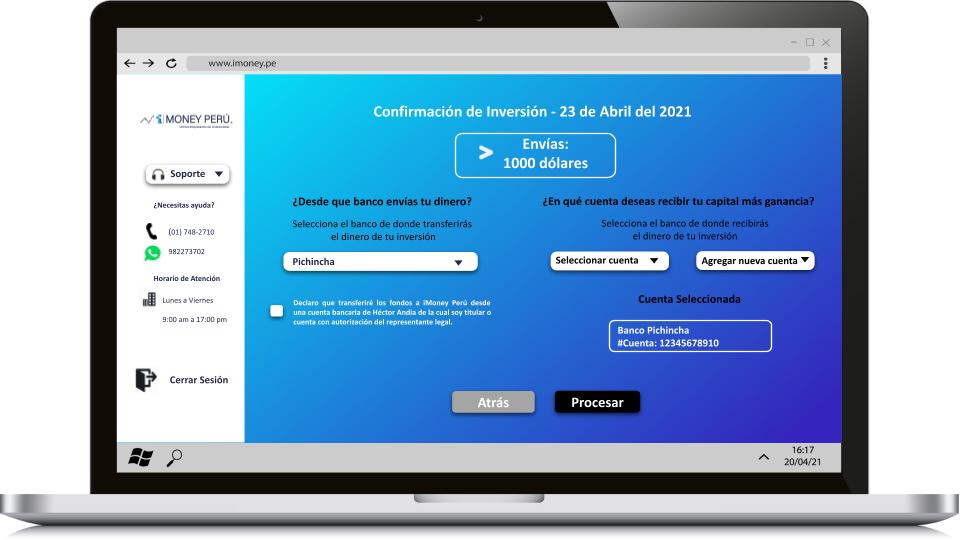 www.imoney.pe
MONEY PERÚ.
Soporte
¿Necesitas ayuda?
(01) 748-2710
982273702
Horario de Atención
Lunes a Viernes
9:00 am a 17:00 pm
Cerrar Sesión
Confirmación de Inversión - 23 de Abril del 2021
Envías:
1000 dólares
¿Desde que banco envías tu dinero?
Selecciona el banco de donde transferirás
el dinero de tu inversión
Pichincha
Declaro que transferiré los fondos a iMoney Perú desde
una cuenta bancaria de Héctor Andia de la cual soy titular o
cuenta con autorización del representante legal.
¿En qué cuenta deseas recibir tu capital más ganancia?
Selecciona el banco de donde recibirás
el dinero de tu inversión
Seleccionar cuenta
Agregar nueva cuenta
Cuenta Seleccionada
Banco Pichincha
#Cuenta: 12345678910
Atrás
Procesar
16:17
20/04/21